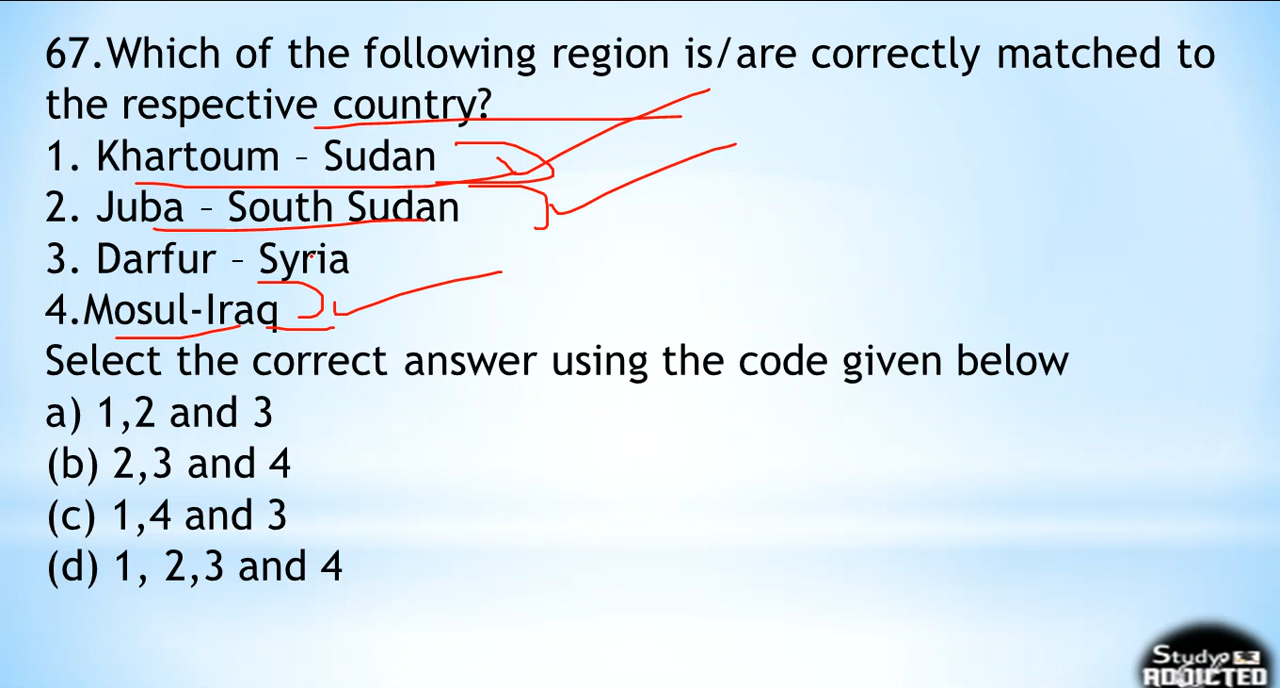 67.Which of the following region is/are correctly matched to
the respective country?
1. Khartoum – Sudan
2. Juba – South Sudan
3. Darfur – Syria
4.Mosul-Iraq
Select the correct answer using the code given below
a) 1,2 and 3
(b) 2,3 and 4
(c) 1,4 and 3
(d) 1, 2,3 and 4
Study
ADDICTED